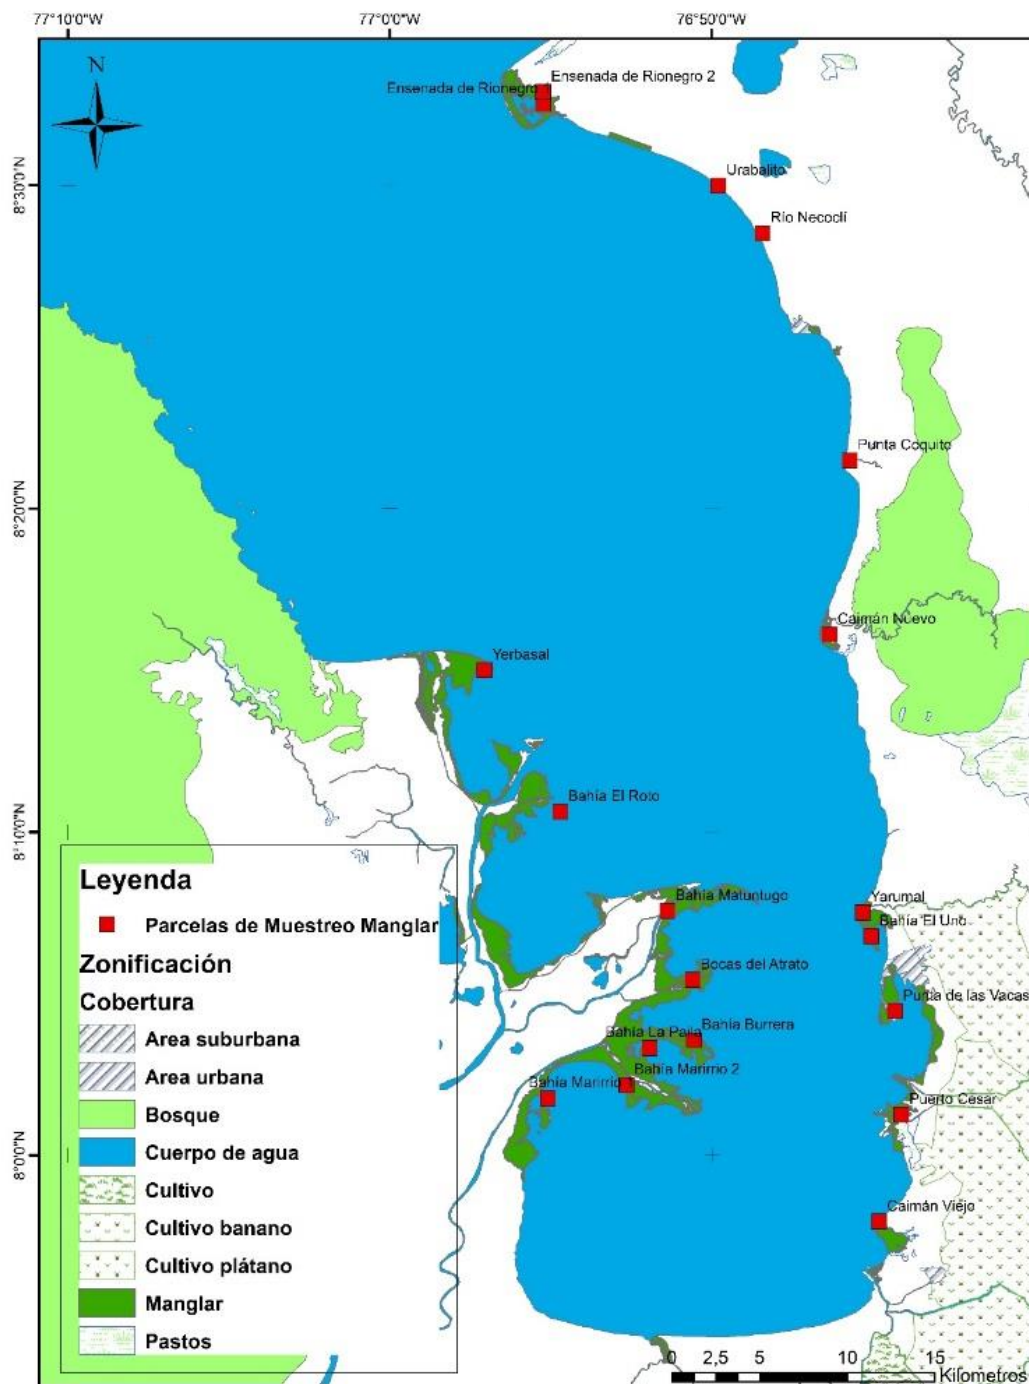 77°10'0"W
77°0'0"W
76°50'0"W
N
Ensenada de Rionegro 2
Ensenada de Rionegro 1
Urabalito
8°30'0"N
Río Necoclí
Punta Coquito
8°20'0"N
Caimán Nuevo
Yerbasal
Bahía El Roto
8°10'0"N
Bahía Matuntugo
Yarumal
Bahía El Uno
Bocas del Atrato
Punta de las Vacas
Bahía Burrera
Bahía La Paila
Bahía Marirrio 2
Bahía Marirrio 1
Puerto Cesar
8°0'0"N
Caimán Viejo
Leyenda
Parcelas de Muestreo Manglar
Zonificación
Cobertura
Area suburbana
Area urbana
Bosque
Cuerpo de agua
Cultivo
Cultivo banano
Cultivo plátano
Manglar
Pastos
0 2,5 5 10 15
Kilometros